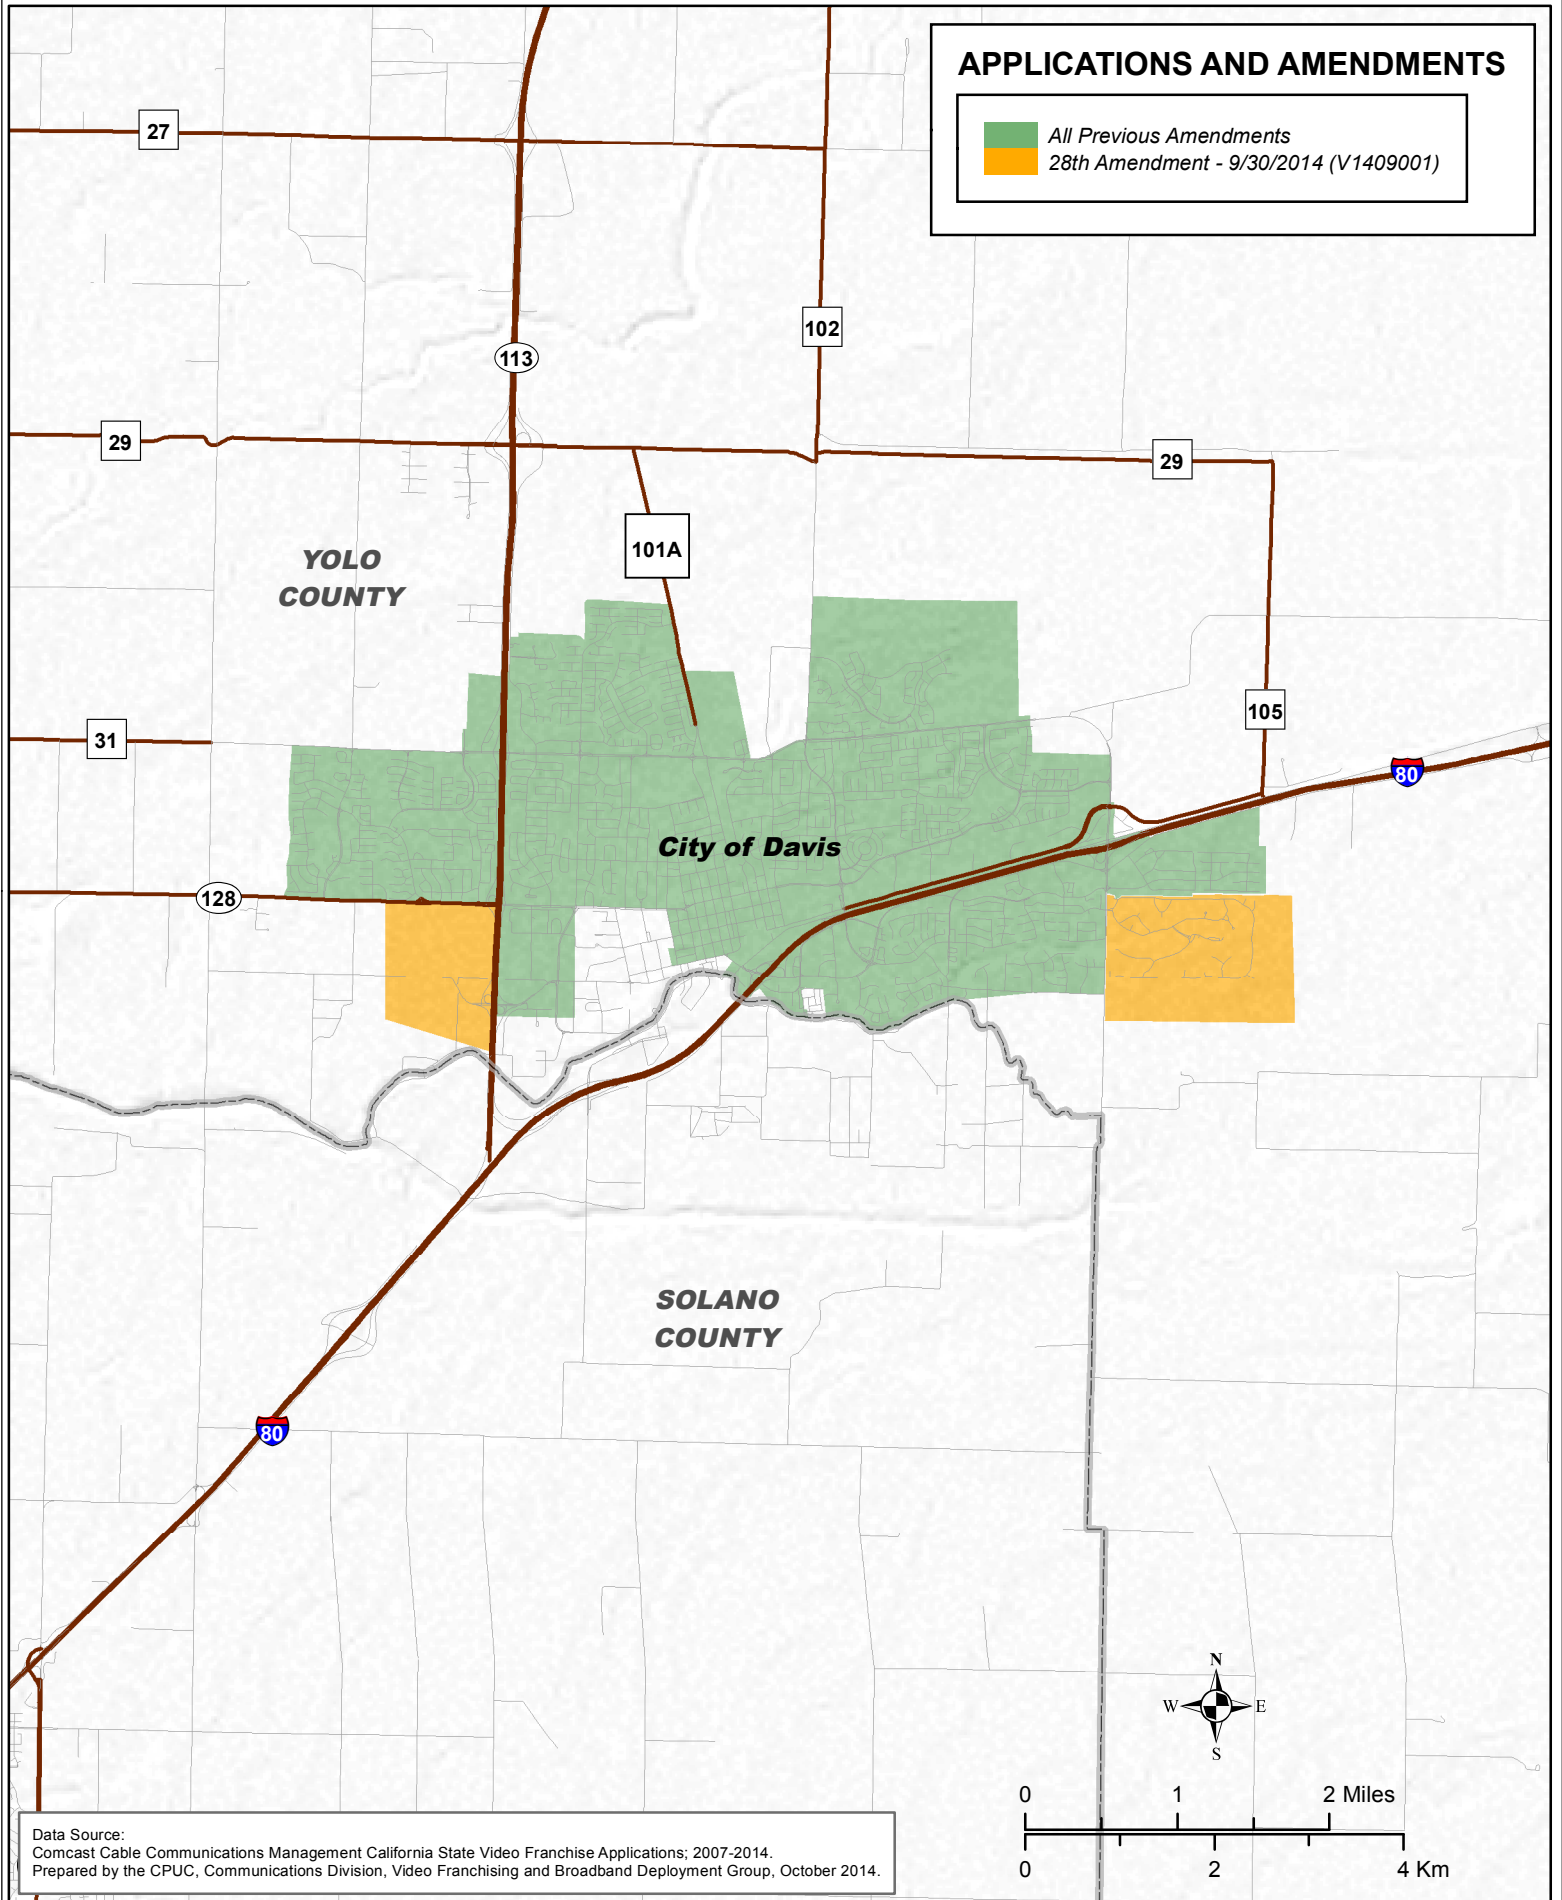 APPLICATIONS AND AMENDMENTS
All Previous Amendments
28th Amendment - 9/30/2014 (V1409001)
27
102
113
29
29
101A
YOLO
COUNTY
31
105
80
City of Davis
128
SOLANO
COUNTY
80
N
W
E
S
0 1 2 Miles
0 2 4 Km
Data Source:
Comcast Cable Communications Management California State Video Franchise Applications; 2007-2014.
Prepared by the CPUC, Communications Division, Video Franchising and Broadband Deployment Group, October 2014.